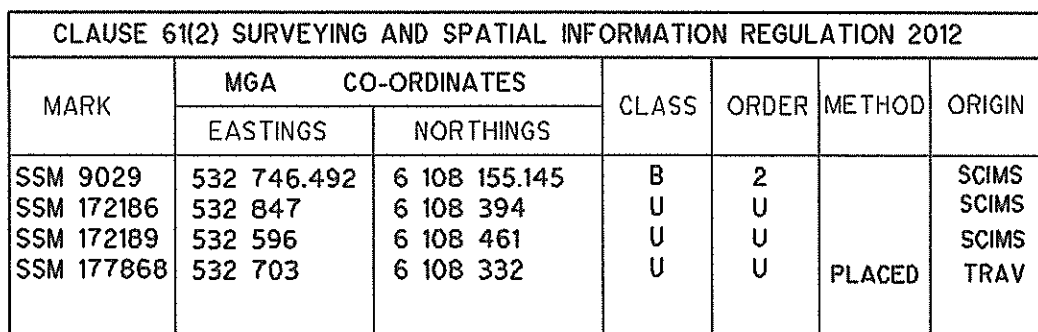 CLAUSE 61(2) SURVEYING AND SPATIAL INFORMATION REGULATION 2012
MARK MGA CO-ORDINATES CLASS ORDER METHOD ORIGIN
EASTINGS NORTHINGS
SSM 9029 532 746.492 6 108 155.145 B 2 SCIMS
SSM 172186 532 847 6 108 394 U U SCIMS
SSM 172189 532 596 6 108 461 U U SCIMS
SSM 177868 532 703 6 108 332 U U PLACED TRAV